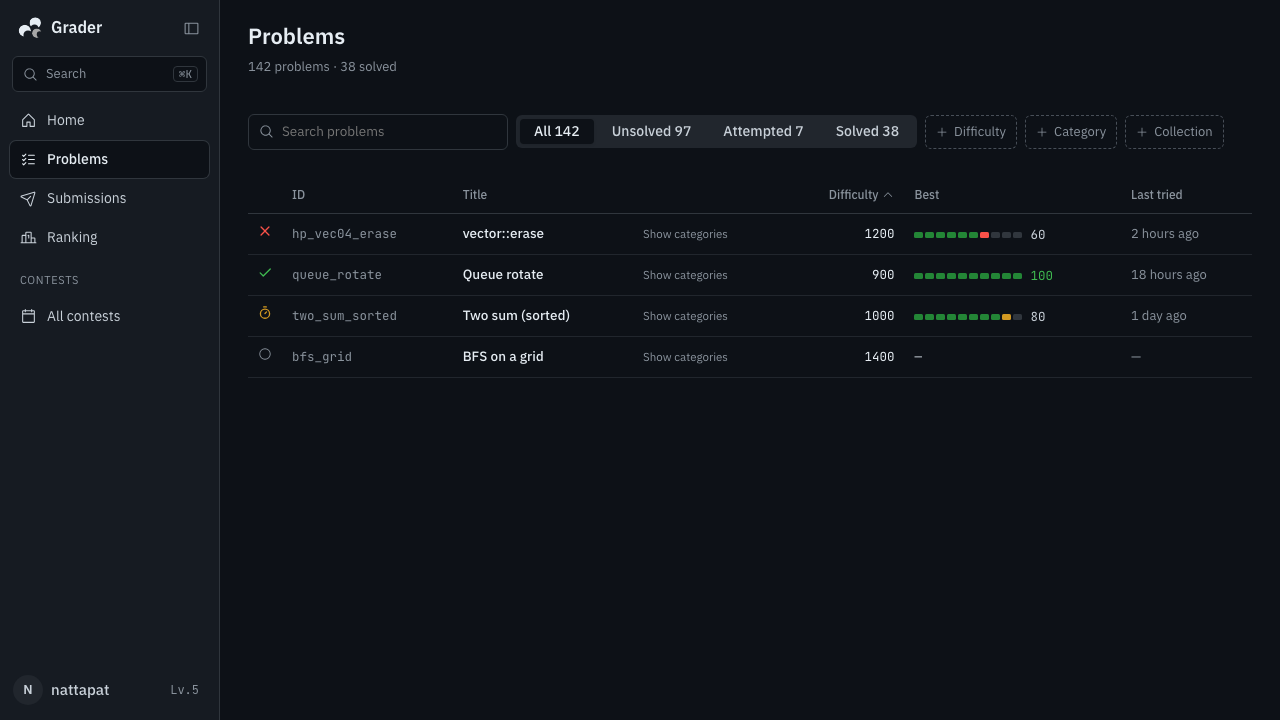 Grader
Search ⌘K
Home
Problems
Submissions
Ranking
CONTESTS
All contests
N nattapat Lv.5
Problems
142 problems · 38 solved
Search problems
All 142 Unsolved 97 Attempted 7 Solved 38
+ Difficulty + Category + Collection
ID Title Difficulty Best Last tried
hp_vec04_erase vector::erase Show categories 1200 60 2 hours ago
queue_rotate Queue rotate Show categories 900 100 18 hours ago
two_sum_sorted Two sum (sorted) Show categories 1000 80 1 day ago
bfs_grid BFS on a grid Show categories 1400 — —